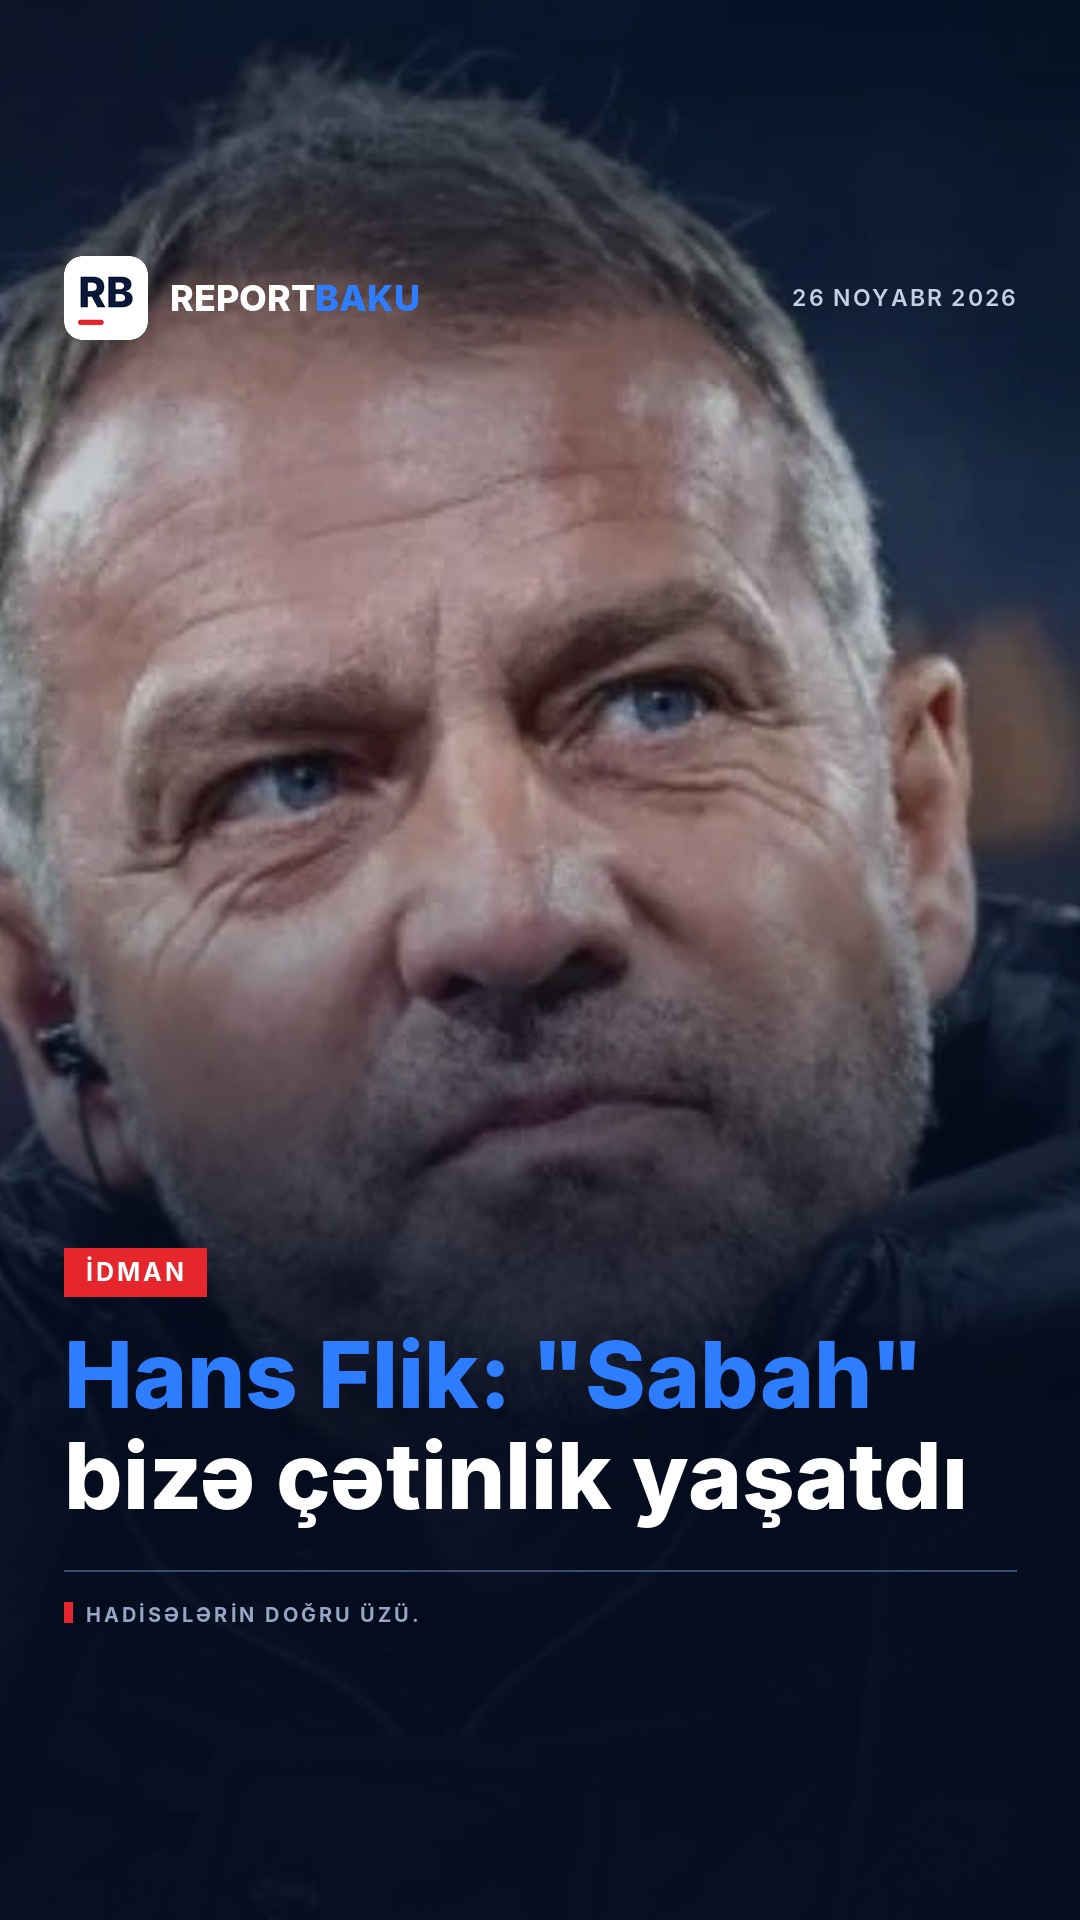 RB
REPORTBAKU
26 NOYABR 2026
İDMAN
Hans Flik: "Sabah"
bizə çətinlik yaşatdı
HADİSƏLƏRİN DOĞRU ÜZÜ.